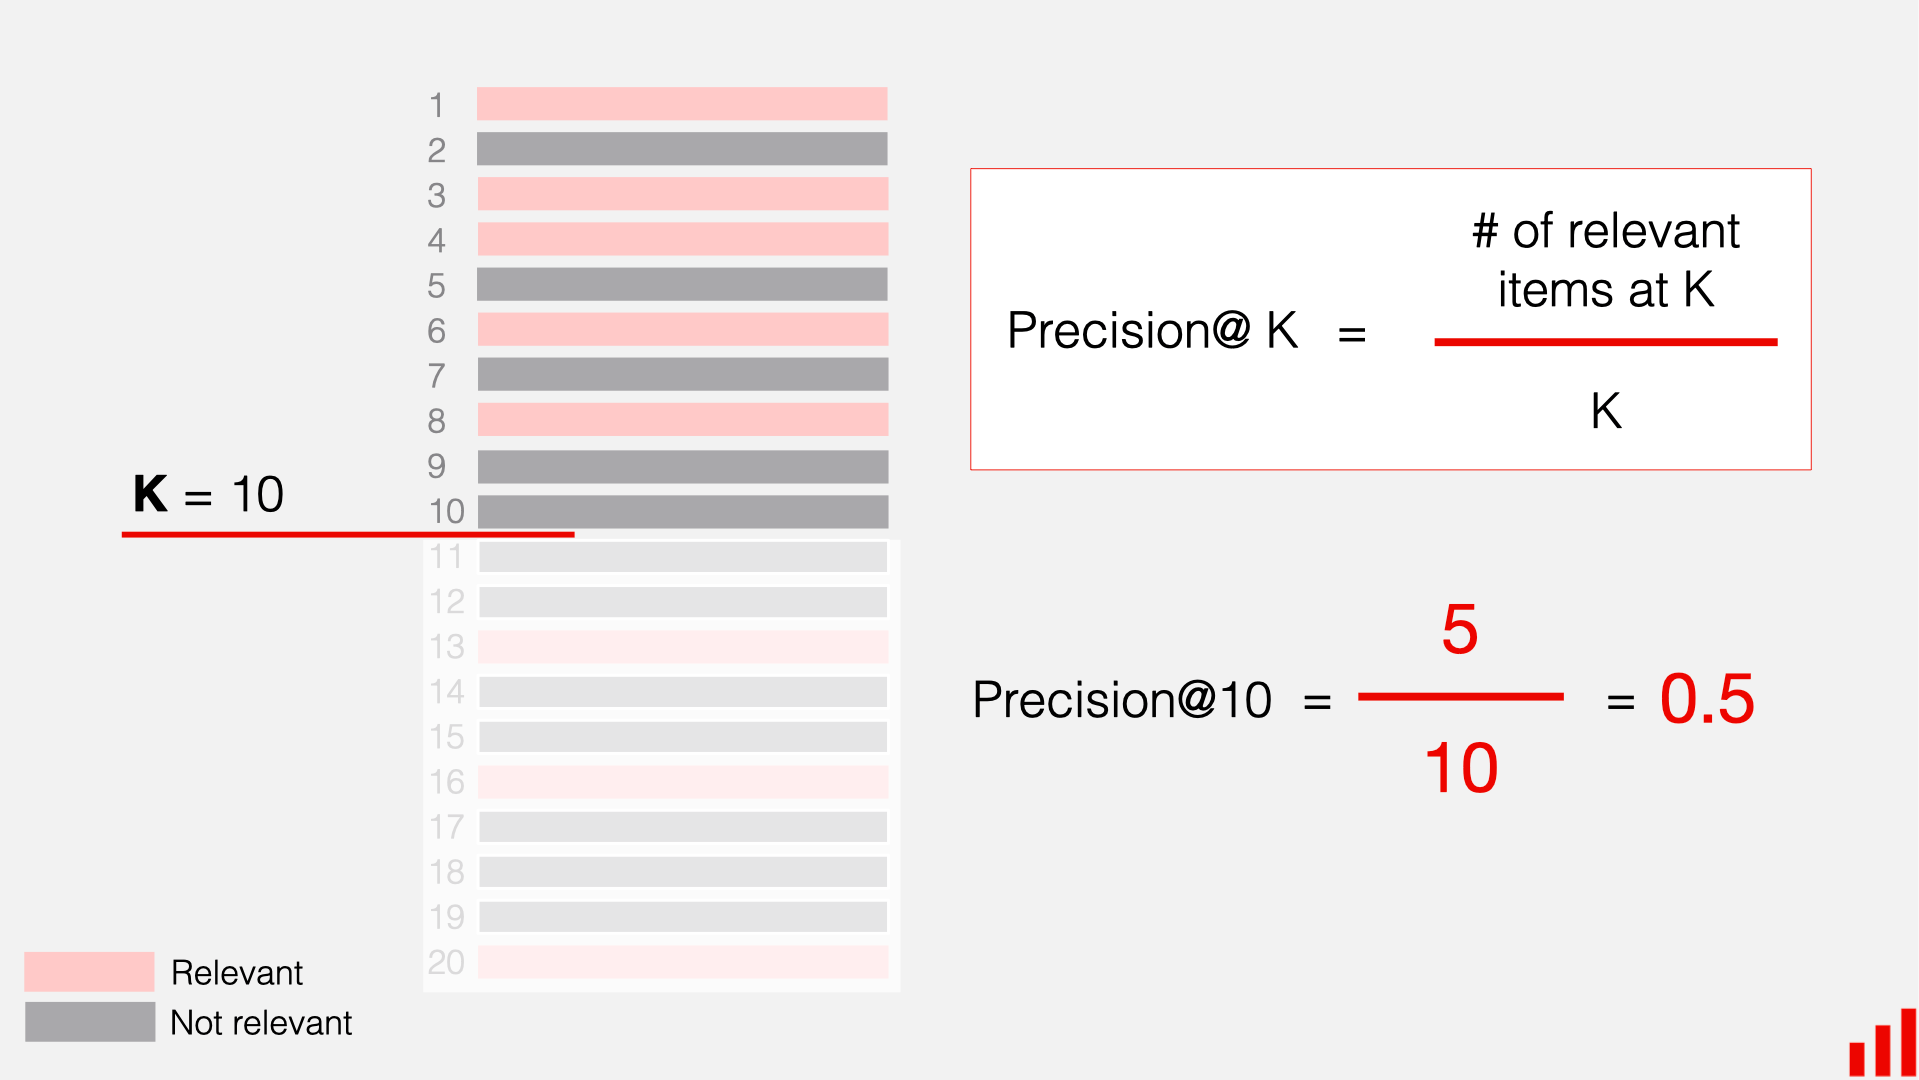 1
2
3
4
5
6
7
8
9
10
K = 10
11
12
13
14
15
16
17
18
19
20
Relevant
Not relevant
# of relevant
items at K
Precision@ K =
K
5
Precision@10 = = 0.5
10